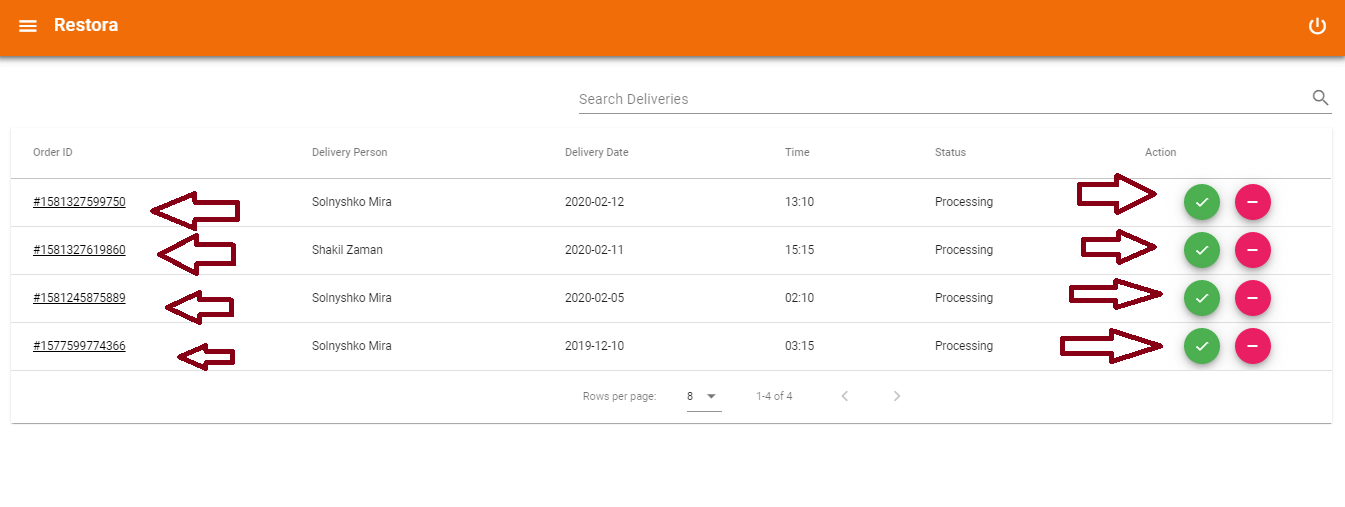 Restora
Search Deliveries
Order ID Delivery Person Delivery Date Time Status Action
#1581327599750 Solnyshko Mira 2020-02-12 13:10 Processing
#1581327619860 Shakil Zaman 2020-02-11 15:15 Processing
#1581245875889 Solnyshko Mira 2020-02-05 02:10 Processing
#1577599774366 Solnyshko Mira 2019-12-10 03:15 Processing
Rows per page: 8 1-4 of 4